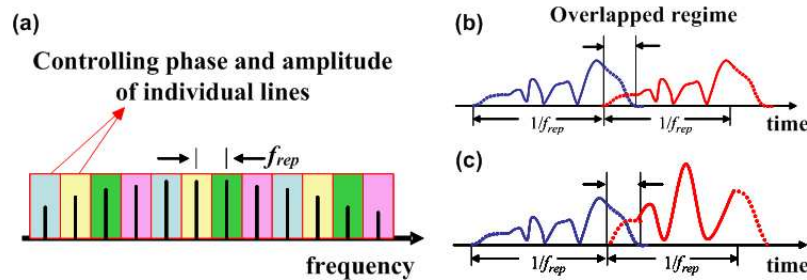 (a)
Controlling phase and amplitude
of individual lines
f_rep
frequency
(b)
Overlapped regime
1/f_rep
1/f_rep
time
(c)
1/f_rep
1/f_rep
time